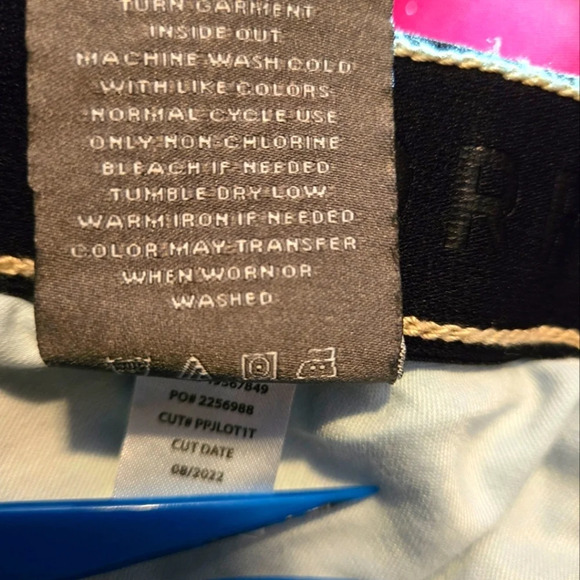 TURN GARMENT
INSIDE OUT
MACHINE WASH COLD
WITH LIKE COLORS
NORMAL CYCLE USE
ONLY NON-CHLORINE
BLEACH IF NEEDED
TUMBLE DRY LOW
WARM IRON IF NEEDED
COLOR MAY TRANSFER
WHEN WORN OR
WASHED
PO# 2256988
CUT# PPJLOT1T
CUT DATE
08/2022